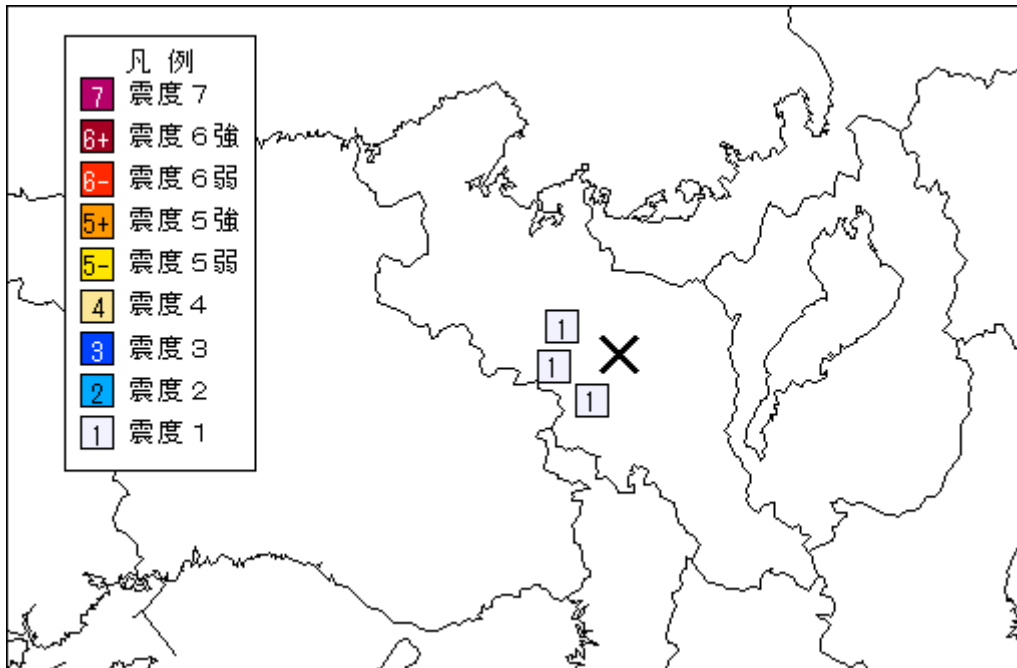 凡 例
7 震度７
6+ 震度６強
6- 震度６弱
5+ 震度５強
5- 震度５弱
4 震度４
3 震度３
2 震度２
1 震度１
1
1
1